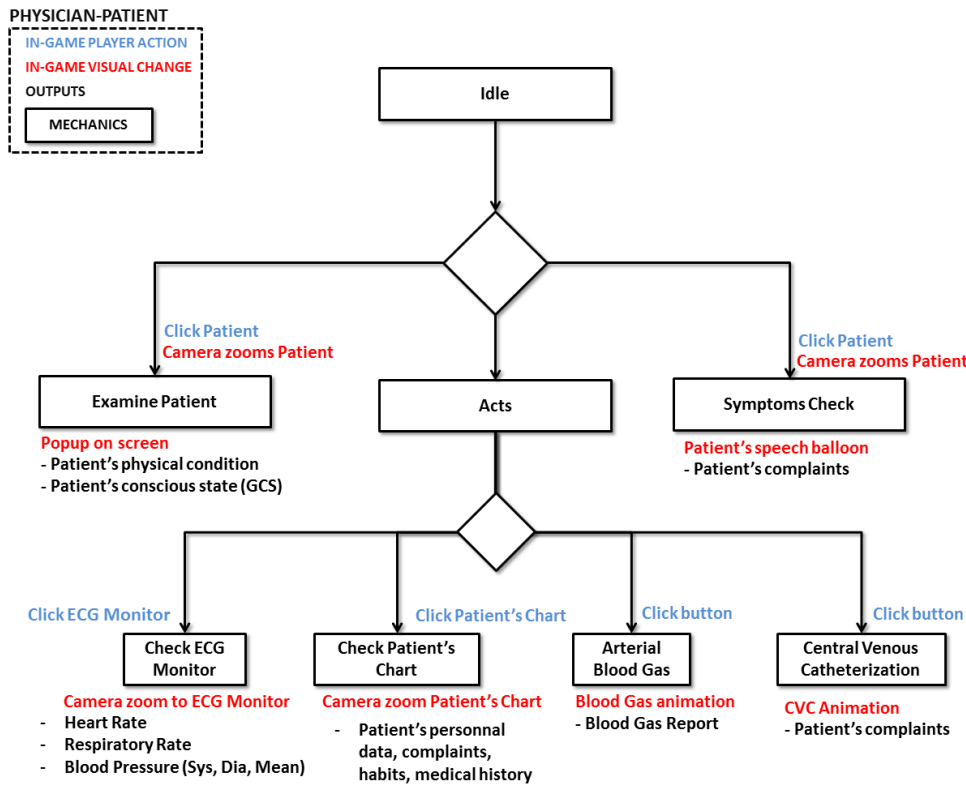 PHYSICIAN-PATIENT
IN-GAME PLAYER ACTION
IN-GAME VISUAL CHANGE
OUTPUTS
MECHANICS
Idle
Click Patient
Camera zooms Patient
Click Patient
Camera zooms Patient
Examine Patient
Acts
Symptoms Check
Popup on screen
- Patient's physical condition
- Patient's conscious state (GCS)
Patient's speech balloon
- Patient's complaints
Click ECG Monitor
Click Patient's Chart
Click button
Click button
Check ECG
Monitor
Check Patient's
Chart
Arterial
Blood Gas
Central Venous
Catheterization
Camera zoom to ECG Monitor
- Heart Rate
- Respiratory Rate
- Blood Pressure (Sys, Dia, Mean)
Camera zoom Patient's Chart
- Patient's personnal
data, complaints,
habits, medical history
Blood Gas animation
- Blood Gas Report
CVC Animation
- Patient's complaints